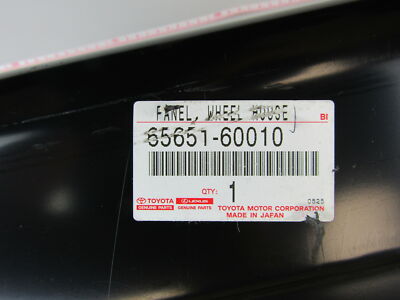 PANEL, WHEEL HOUSE
BI
65651-60010
QTY: 1
TOYOTA LEXUS
GENUINE PARTS GENUINE PARTS
TOYOTA MOTOR CORPORATION
MADE IN JAPAN
0525